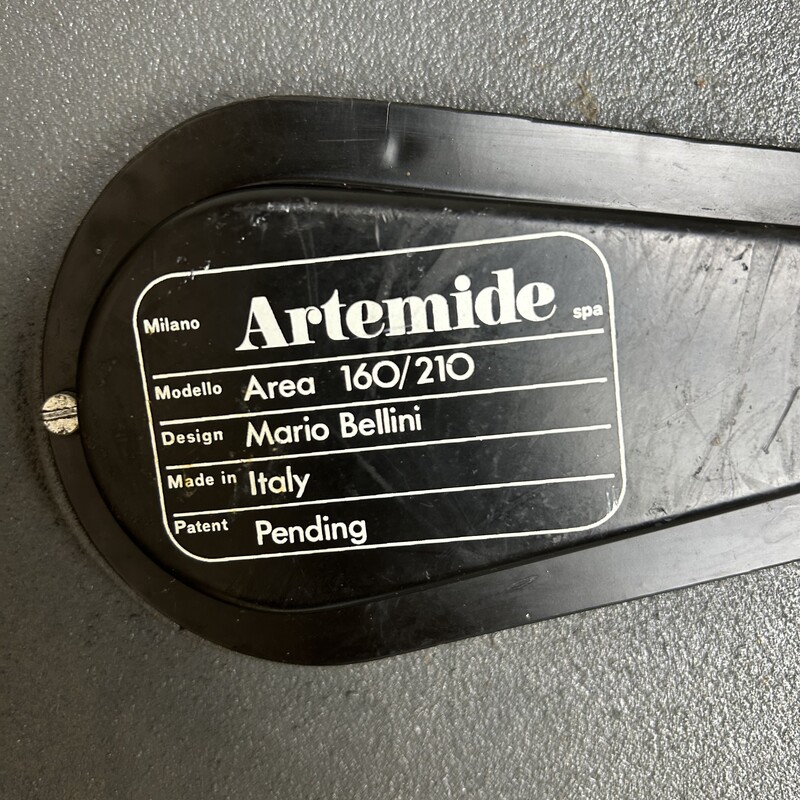 Milano Artemide spa
Modello Area 160/210
Design Mario Bellini
Made in Italy
Patent Pending